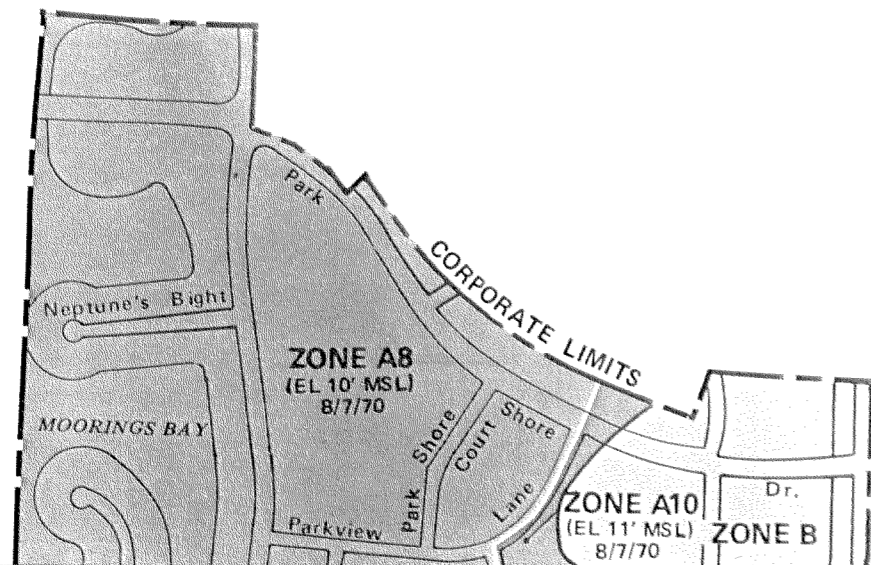 Park
CORPORATE LIMITS
Neptune's Bight
ZONE A8
(EL 10' MSL)
8/7/70
MOORINGS BAY
Park Shore
Court
Shore
Lane
Parkview
Dr.
ZONE A10
(EL 11' MSL)
8/7/70
ZONE B